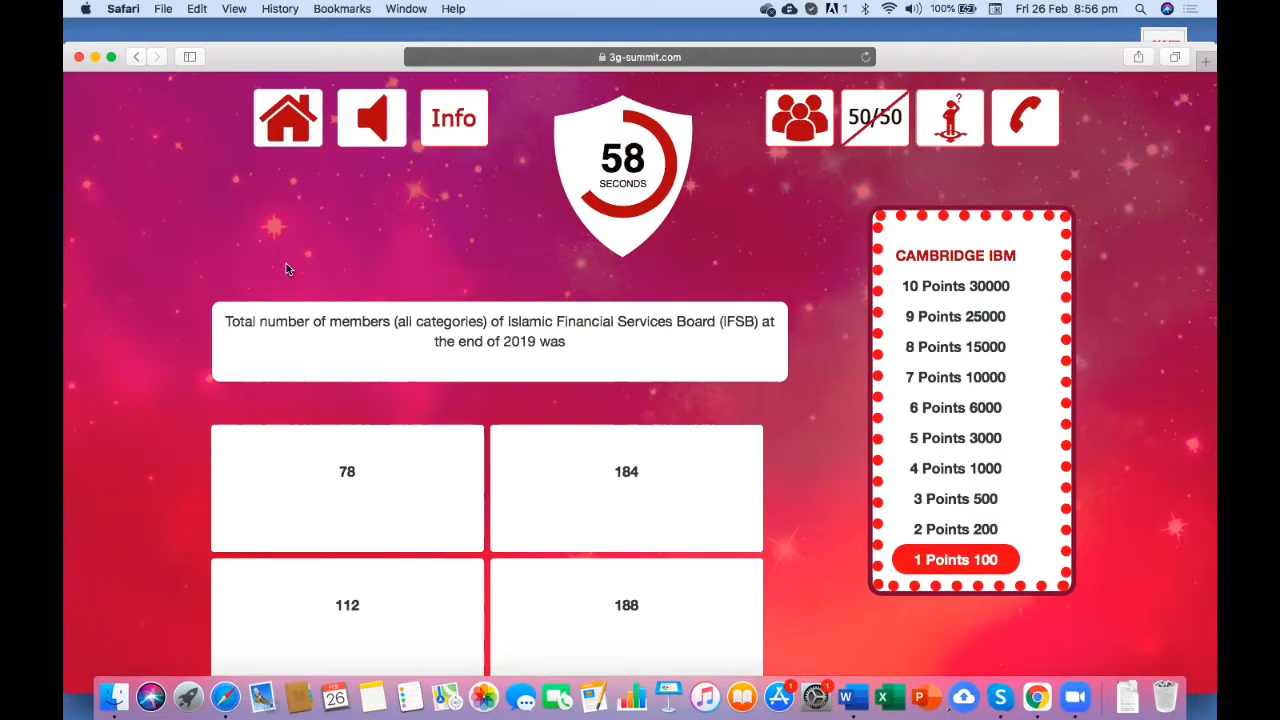 Safari File Edit View History Bookmarks Window Help
1 100% Fri 26 Feb 8:56 pm
3g-summit.com
Info
58
SECONDS
50/50
?
Total number of members (all categories) of Islamic Financial Services Board (IFSB) at
the end of 2019 was
78
184
112
188
CAMBRIDGE IBM
10 Points 30000
9 Points 25000
8 Points 15000
7 Points 10000
6 Points 6000
5 Points 3000
4 Points 1000
3 Points 500
2 Points 200
1 Points 100
FEB
26
1
1